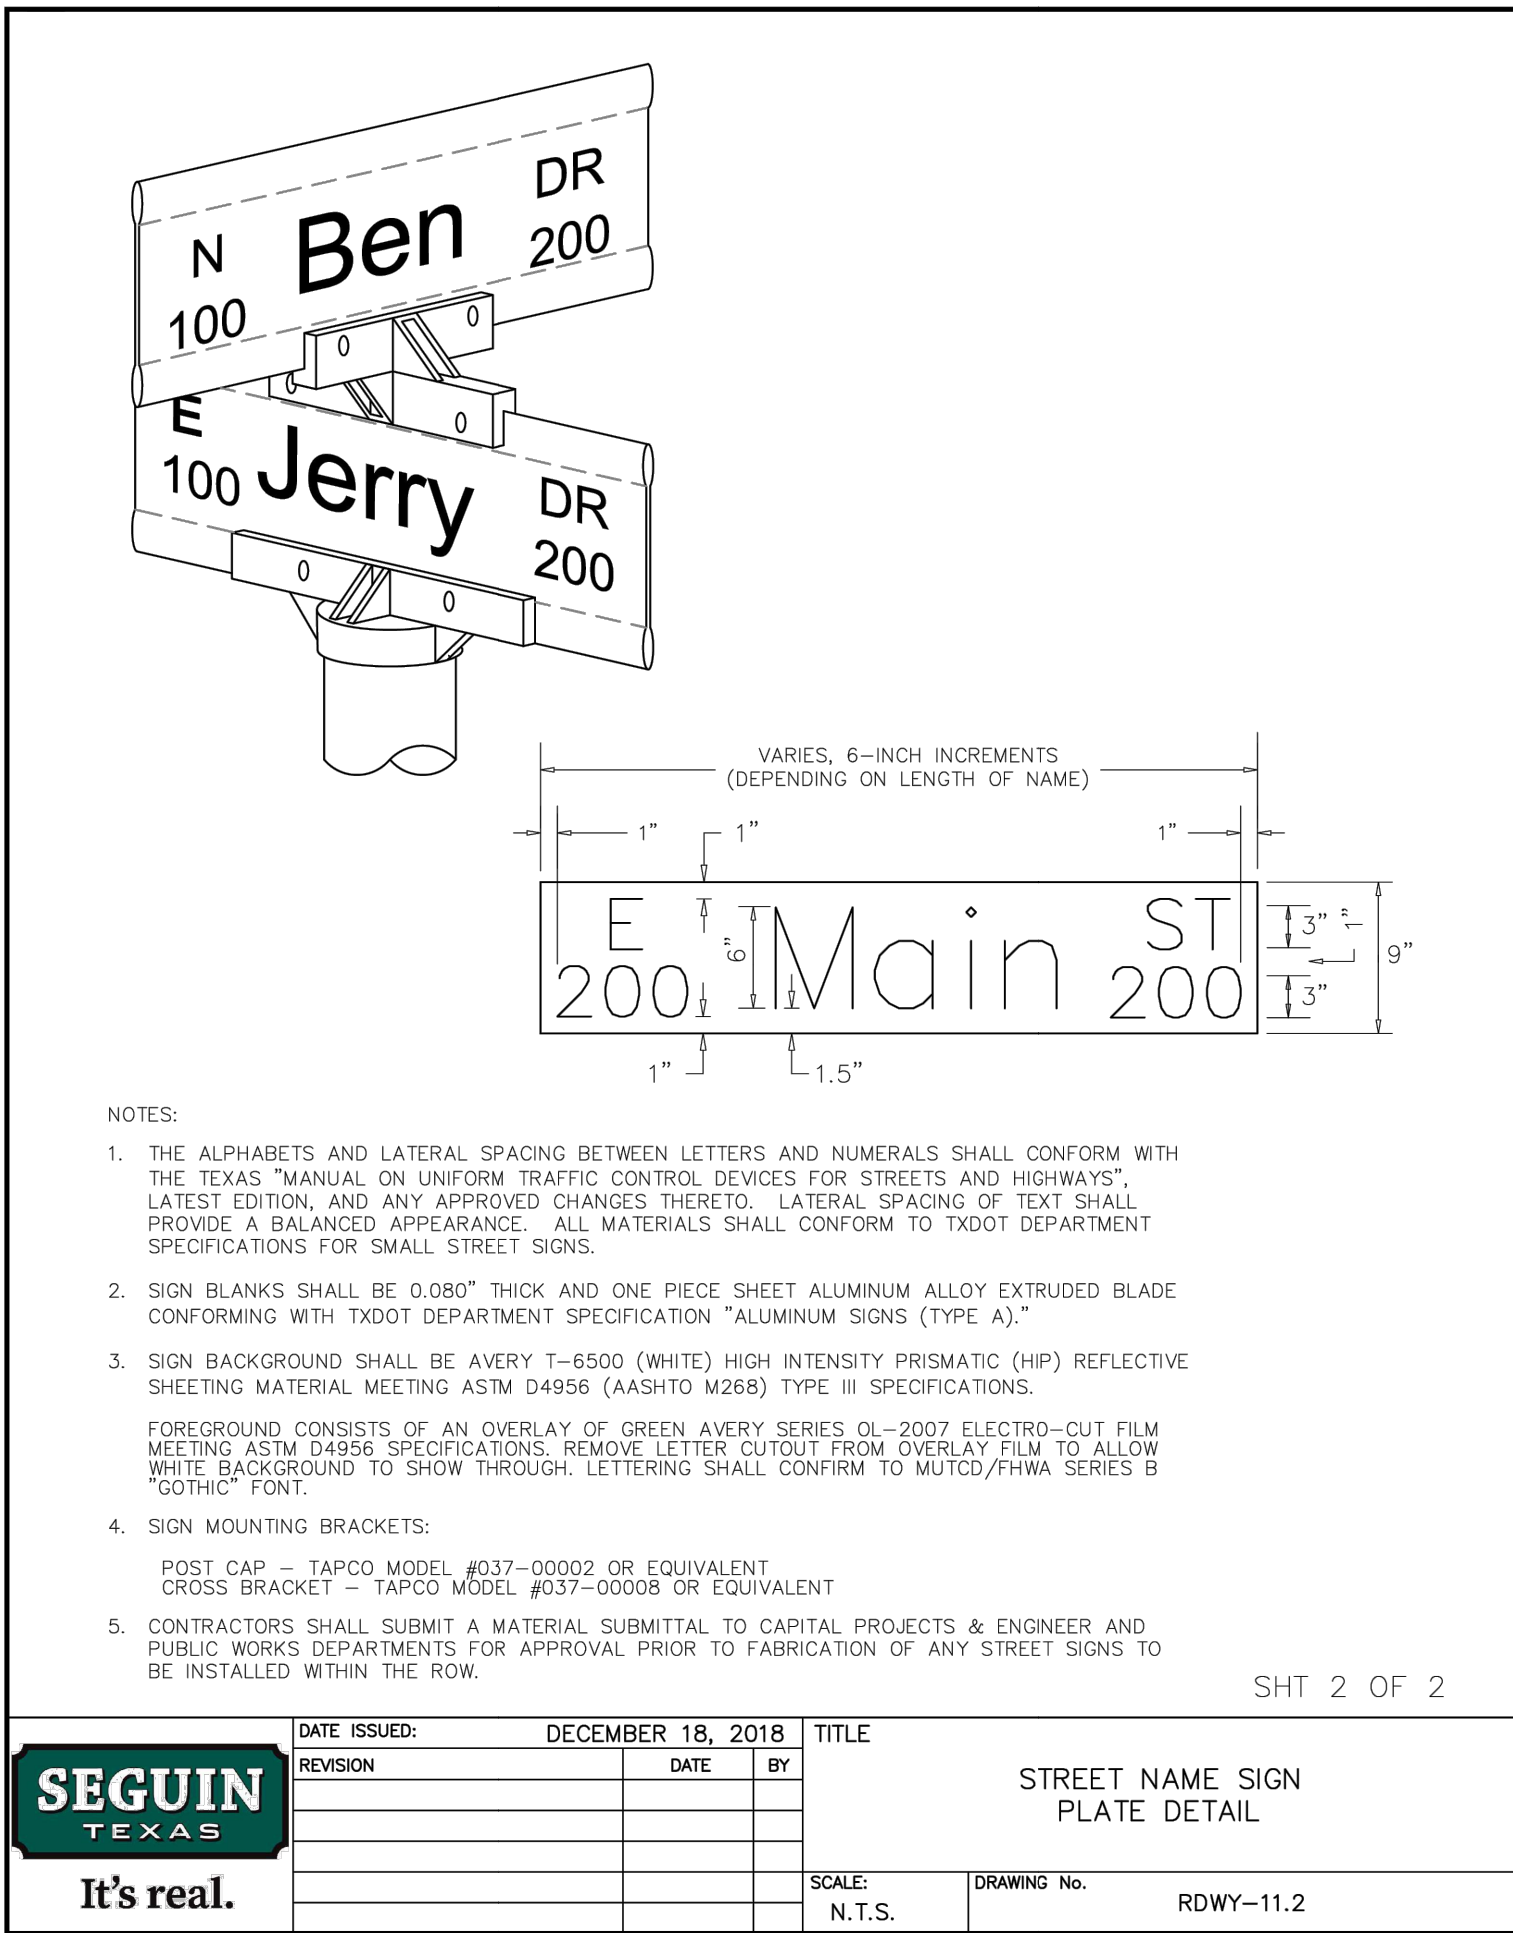 N Ben DR
100 200
E Jerry DR
100 200
VARIES, 6-INCH INCREMENTS
(DEPENDING ON LENGTH OF NAME)
1" 1" 1"
E Main ST
200 200
6" 3" 1" 9"
3"
1" 1.5"
NOTES:
1. THE ALPHABETS AND LATERAL SPACING BETWEEN LETTERS AND NUMERALS SHALL CONFORM WITH
THE TEXAS "MANUAL ON UNIFORM TRAFFIC CONTROL DEVICES FOR STREETS AND HIGHWAYS",
LATEST EDITION, AND ANY APPROVED CHANGES THERETO. LATERAL SPACING OF TEXT SHALL
PROVIDE A BALANCED APPEARANCE. ALL MATERIALS SHALL CONFORM TO TXDOT DEPARTMENT
SPECIFICATIONS FOR SMALL STREET SIGNS.
2. SIGN BLANKS SHALL BE 0.080" THICK AND ONE PIECE SHEET ALUMINUM ALLOY EXTRUDED BLADE
CONFORMING WITH TXDOT DEPARTMENT SPECIFICATION "ALUMINUM SIGNS (TYPE A)."
3. SIGN BACKGROUND SHALL BE AVERY T-6500 (WHITE) HIGH INTENSITY PRISMATIC (HIP) REFLECTIVE
SHEETING MATERIAL MEETING ASTM D4956 (AASHTO M268) TYPE III SPECIFICATIONS.
FOREGROUND CONSISTS OF AN OVERLAY OF GREEN AVERY SERIES OL-2007 ELECTRO-CUT FILM
MEETING ASTM D4956 SPECIFICATIONS. REMOVE LETTER CUTOUT FROM OVERLAY FILM TO ALLOW
WHITE BACKGROUND TO SHOW THROUGH. LETTERING SHALL CONFIRM TO MUTCD/FHWA SERIES B
"GOTHIC" FONT.
4. SIGN MOUNTING BRACKETS:
POST CAP - TAPCO MODEL #037-00002 OR EQUIVALENT
CROSS BRACKET - TAPCO MODEL #037-00008 OR EQUIVALENT
5. CONTRACTORS SHALL SUBMIT A MATERIAL SUBMITTAL TO CAPITAL PROJECTS & ENGINEER AND
PUBLIC WORKS DEPARTMENTS FOR APPROVAL PRIOR TO FABRICATION OF ANY STREET SIGNS TO
BE INSTALLED WITHIN THE ROW.
SHT 2 OF 2
SEGUIN
TEXAS
It's real.
DATE ISSUED: DECEMBER 18, 2018
REVISION DATE BY
TITLE
STREET NAME SIGN
PLATE DETAIL
SCALE:
N.T.S.
DRAWING No.
RDWY-11.2